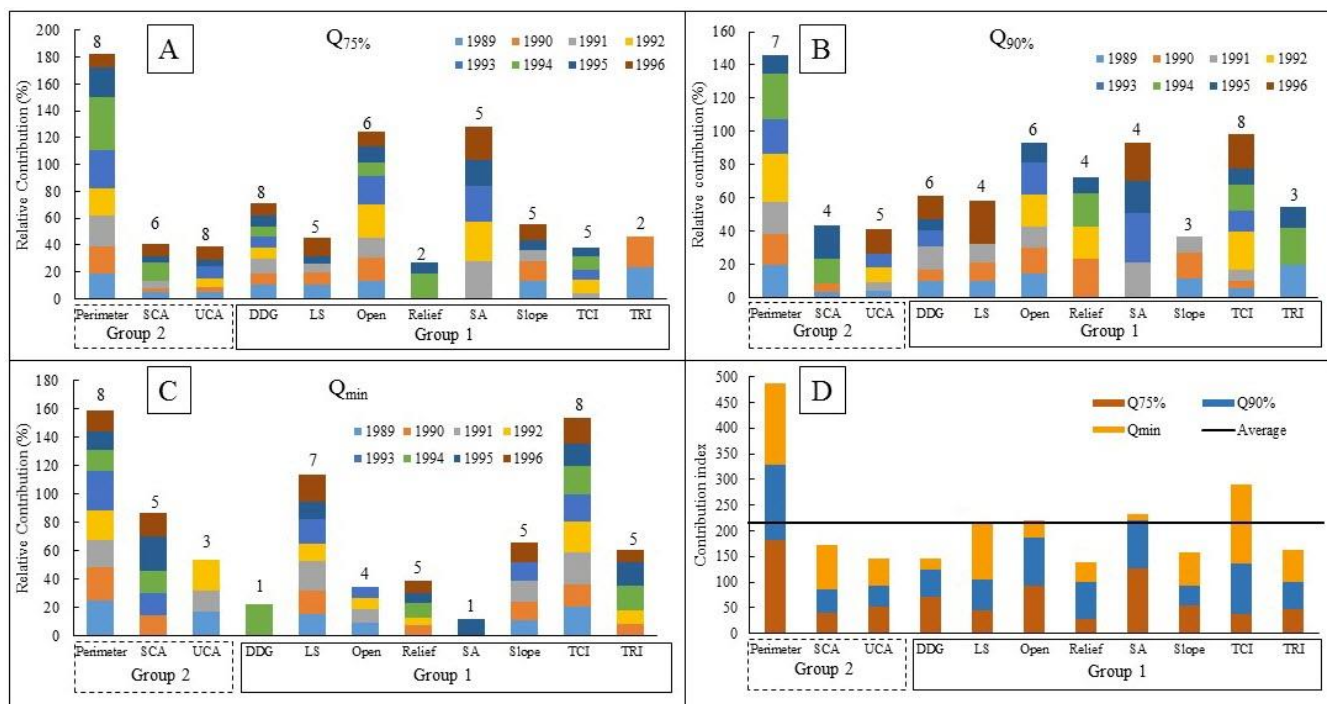 A
Q75%
1989 1990 1991 1992
1993 1994 1995 1996
Relative Contribution (%)
200
180
160
140
120
100
80
60
40
20
0
8 6 8 8 5 6 2 5 5 5 2
Perimeter SCA UCA DDG LS Open Relief SA Slope TCI TRI
Group 2 Group 1
B
Q90%
1989 1990 1991 1992
1993 1994 1995 1996
Relative contribution (%)
160
140
120
100
80
60
40
20
0
7 4 5 6 4 6 4 4 3 8 3
Perimeter SCA UCA DDG LS Open Relief SA Slope TCI TRI
Group 2 Group 1
C
Qmin
1989 1990 1991 1992
1993 1994 1995 1996
Relative Contribution (%)
180
160
140
120
100
80
60
40
20
0
8 5 3 1 7 4 5 1 5 8 5
Perimeter SCA UCA DDG LS Open Relief SA Slope TCI TRI
Group 2 Group 1
D
Q75% Q90%
Qmin Average
Contribution index
500
450
400
350
300
250
200
150
100
50
0
Perimeter SCA UCA DDG LS Open Relief SA Slope TCI TRI
Group 2 Group 1